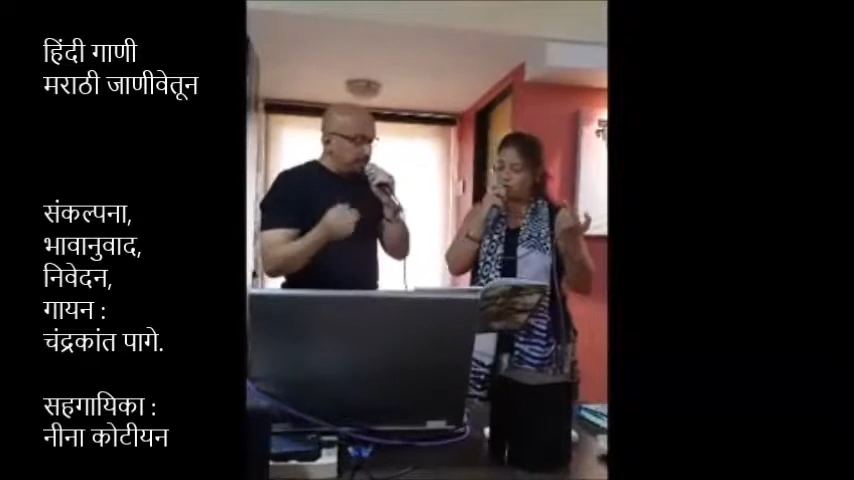 हिंदी गाणी
मराठी जाणीवेतून
संकल्पना,
भावानुवाद,
निवेदन,
गायन :
चंद्रकांत पागे.
सहगायिका :
नीना कोटीयन